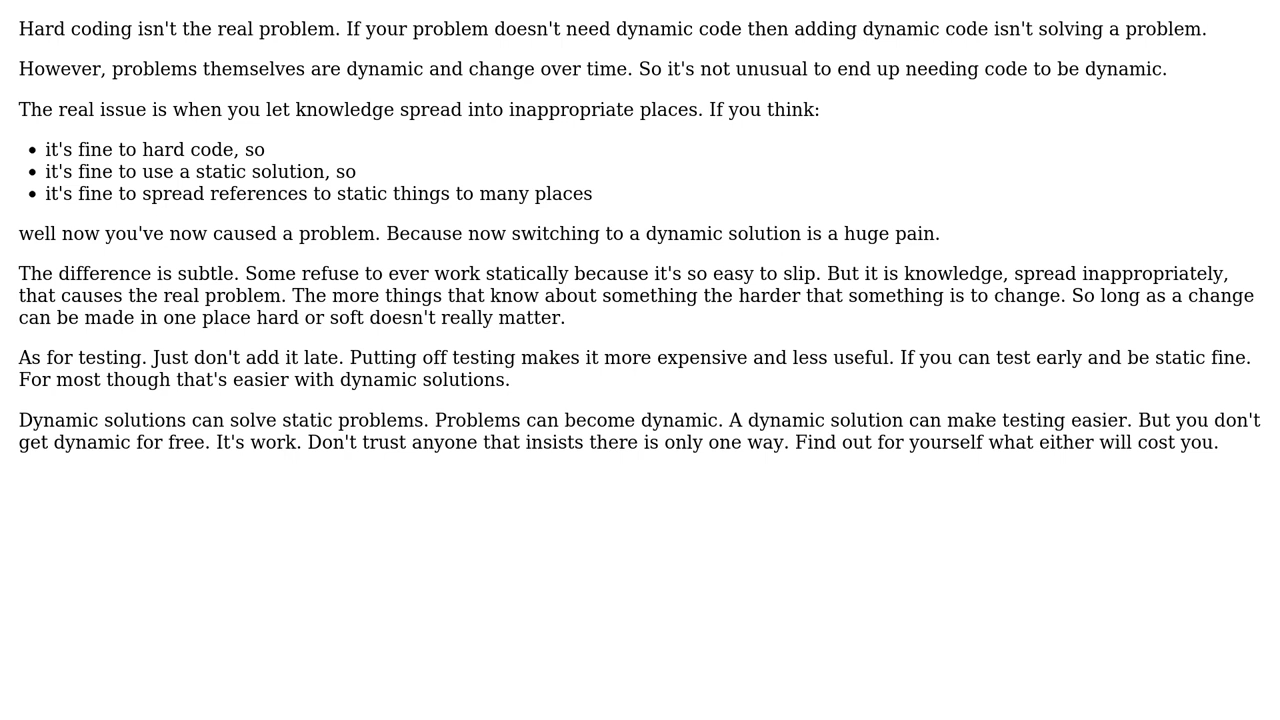 Hard coding isn't the real problem. If your problem doesn't need dynamic code then adding dynamic code isn't solving a problem.
However, problems themselves are dynamic and change over time. So it's not unusual to end up needing code to be dynamic.
The real issue is when you let knowledge spread into inappropriate places. If you think:
• it's fine to hard code, so
• it's fine to use a static solution, so
• it's fine to spread references to static things to many places
well now you've now caused a problem. Because now switching to a dynamic solution is a huge pain.
The difference is subtle. Some refuse to ever work statically because it's so easy to slip. But it is knowledge, spread inappropriately,
that causes the real problem. The more things that know about something the harder that something is to change. So long as a change
can be made in one place hard or soft doesn't really matter.
As for testing. Just don't add it late. Putting off testing makes it more expensive and less useful. If you can test early and be static fine.
For most though that's easier with dynamic solutions.
Dynamic solutions can solve static problems. Problems can become dynamic. A dynamic solution can make testing easier. But you don't
get dynamic for free. It's work. Don't trust anyone that insists there is only one way. Find out for yourself what either will cost you.